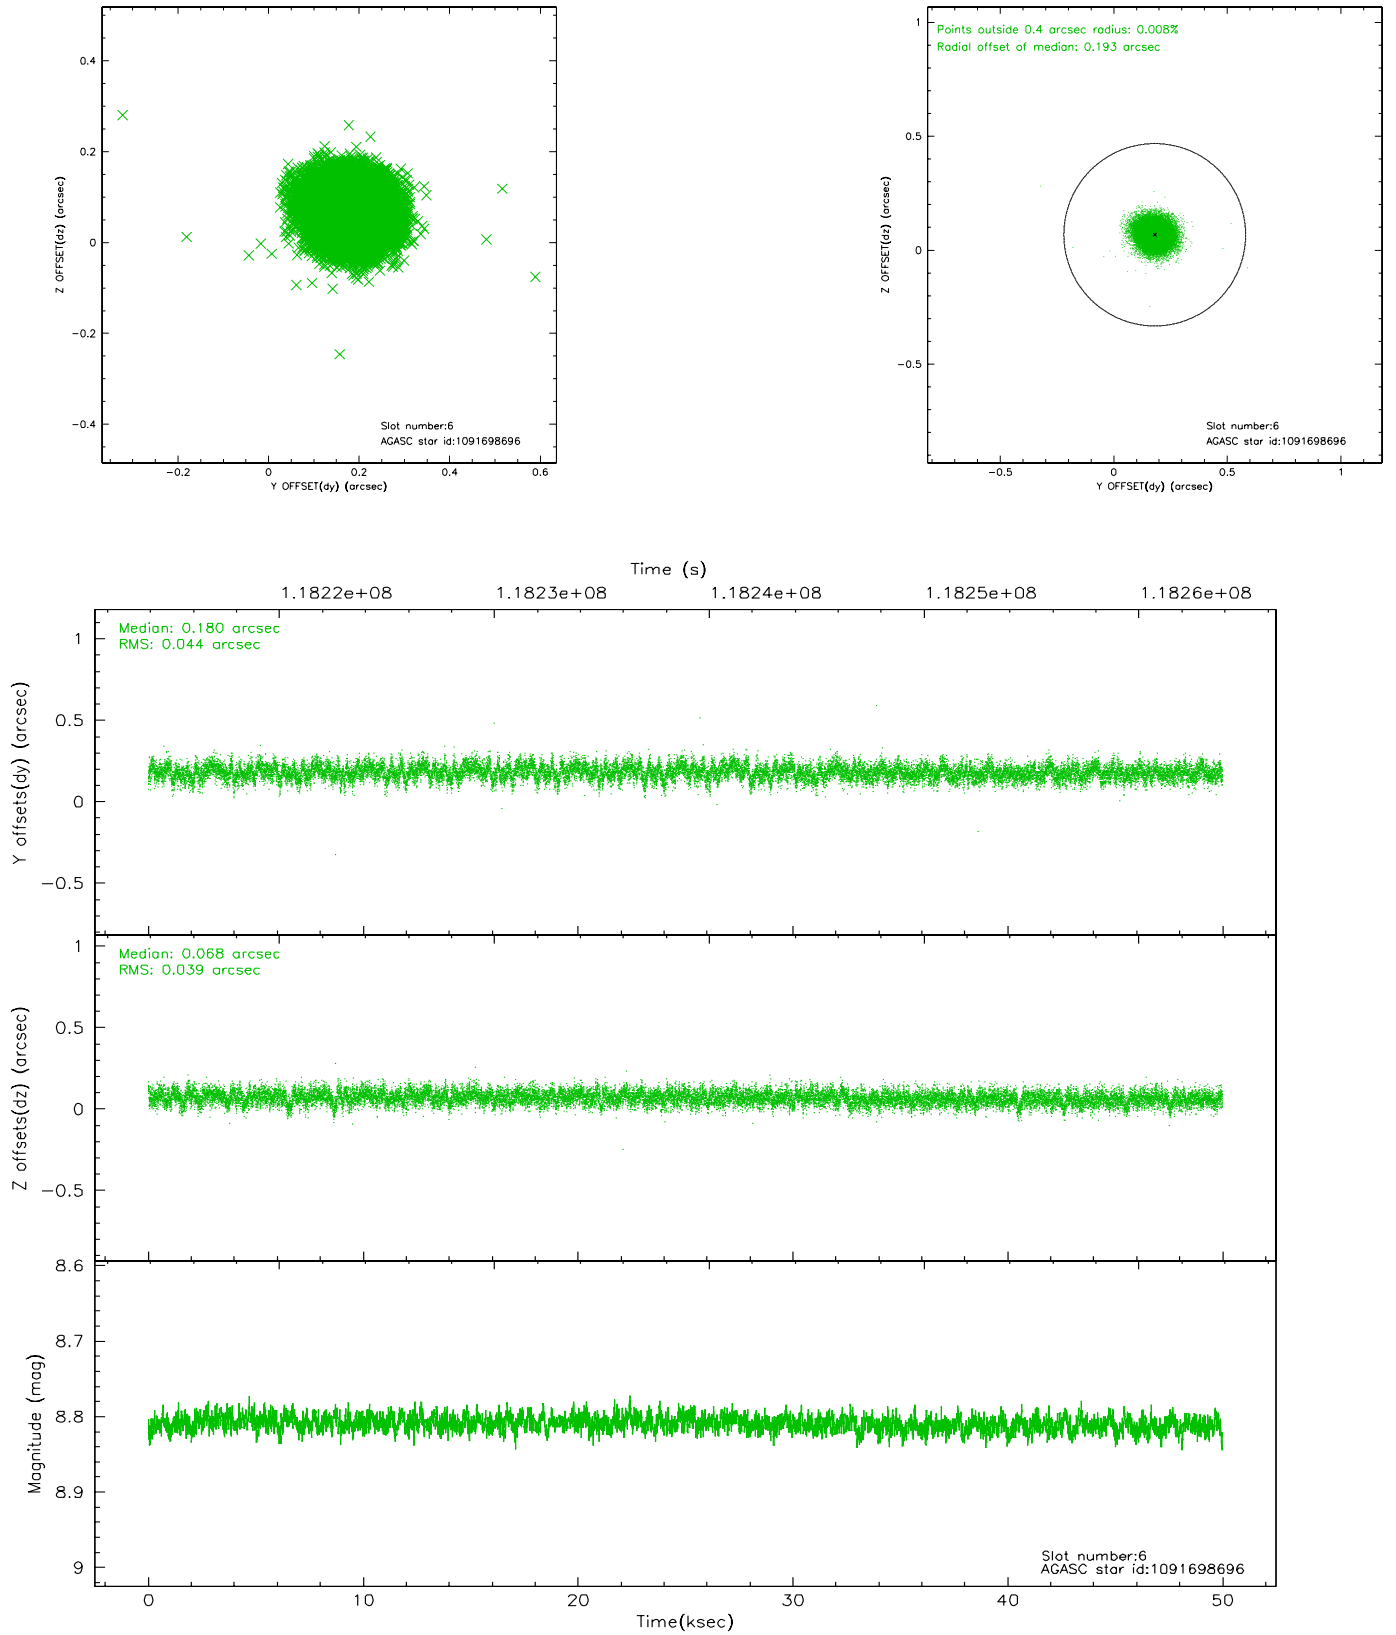 0.4
0.2
0
-0.2
-0.4
Z OFFSET(dz) (arcsec)
Slot number:6
AGASC star id:1091698696
-0.2 0 0.2 0.4 0.6
Y OFFSET(dy) (arcsec)
Points outside 0.4 arcsec radius: 0.008%
Radial offset of median: 0.193 arcsec
1
0.5
0
-0.5
Z OFFSET(dz) (arcsec)
Slot number:6
AGASC star id:1091698696
-0.5 0 0.5 1
Y OFFSET(dy) (arcsec)
Time (s)
1.1822e+08 1.1823e+08 1.1824e+08 1.1825e+08 1.1826e+08
Median: 0.180 arcsec
RMS: 0.044 arcsec
1
0.5
0
-0.5
Y offsets(dy) (arcsec)
Median: 0.068 arcsec
RMS: 0.039 arcsec
1
0.5
0
-0.5
Z offsets(dz) (arcsec)
8.6
8.7
8.8
8.9
9
Magnitude (mag)
Slot number:6
AGASC star id:1091698696
0 10 20 30 40 50
Time(ksec)